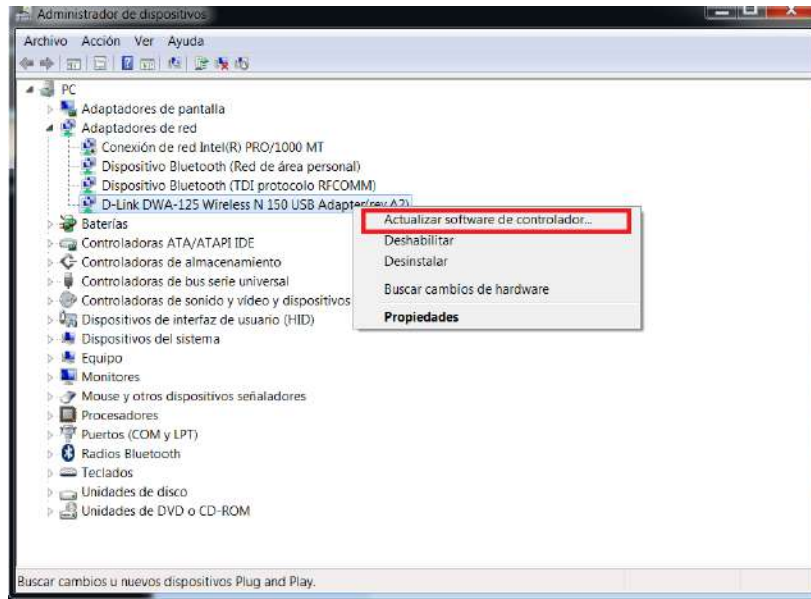 Administrador de dispositivos
Archivo Acción Ver Ayuda
PC
Adaptadores de pantalla
Adaptadores de red
Conexión de red Intel(R) PRO/1000 MT
Dispositivo Bluetooth (Red de área personal)
Dispositivo Bluetooth (TDI protocolo RFCOMM)
D-Link DWA-125 Wireless N 150 USB Adapter(rev A2)
Actualizar software de controlador...
Deshabilitar
Desinstalar
Buscar cambios de hardware
Propiedades
Baterías
Controladoras ATA/ATAPI IDE
Controladoras de almacenamiento
Controladoras de bus serie universal
Controladoras de sonido y vídeo y dispositivos
Dispositivos de interfaz de usuario (HID)
Dispositivos del sistema
Equipo
Monitores
Mouse y otros dispositivos señaladores
Procesadores
Puertos (COM y LPT)
Radios Bluetooth
Teclados
Unidades de disco
Unidades de DVD o CD-ROM
Buscar cambios u nuevos dispositivos Plug and Play.